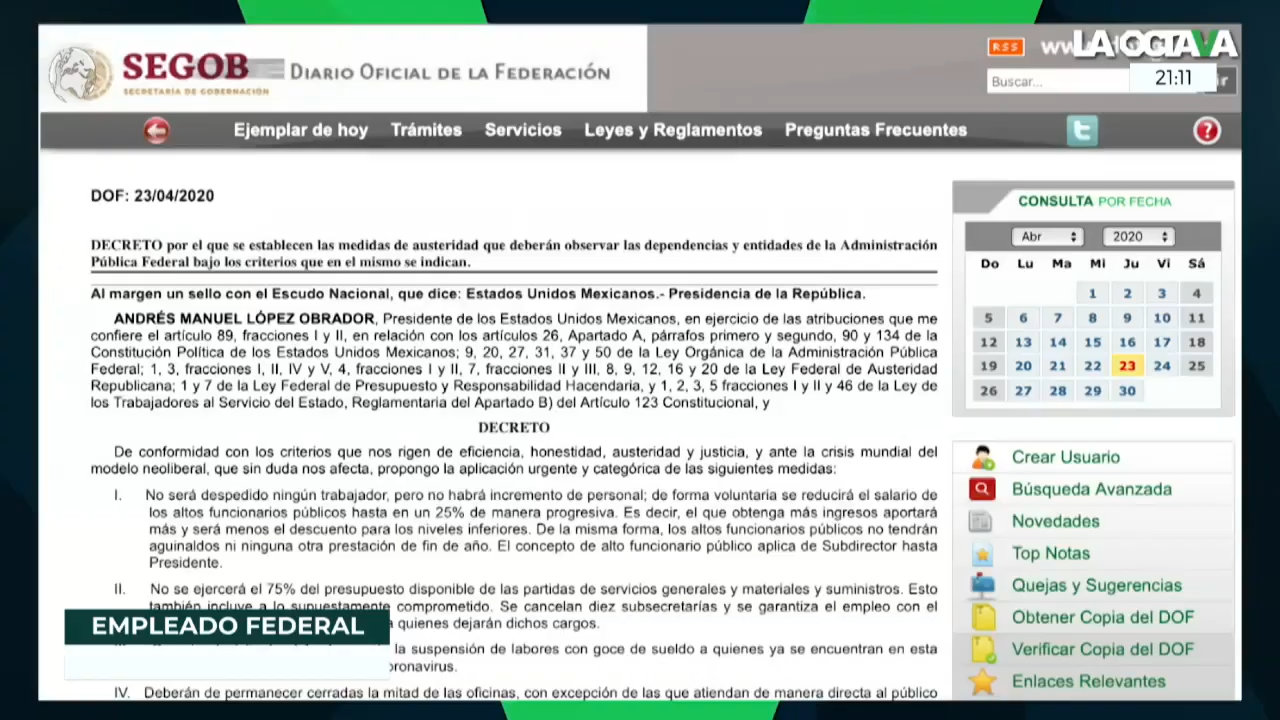 SEGOB
SECRETARÍA DE GOBERNACIÓN
DIARIO OFICIAL DE LA FEDERACIÓN
RSS
LA OCTAVA
Buscar...
21:11
Ejemplar de hoy Trámites Servicios Leyes y Reglamentos Preguntas Frecuentes
DOF: 23/04/2020
DECRETO por el que se establecen las medidas de austeridad que deberán observar las dependencias y entidades de la Administración
Pública Federal bajo los criterios que en el mismo se indican.
Al margen un sello con el Escudo Nacional, que dice: Estados Unidos Mexicanos.- Presidencia de la República.
ANDRÉS MANUEL LÓPEZ OBRADOR, Presidente de los Estados Unidos Mexicanos, en ejercicio de las atribuciones que me
confiere el artículo 89, fracciones I y II, en relación con los artículos 26, Apartado A, párrafos primero y segundo, 90 y 134 de la
Constitución Política de los Estados Unidos Mexicanos; 9, 20, 27, 31, 37 y 50 de la Ley Orgánica de la Administración Pública
Federal; 1, 3, fracciones I, II, IV y V, 4, fracciones I y II, 7, fracciones II y III, 8, 9, 12, 16 y 20 de la Ley Federal de Austeridad
Republicana; 1 y 7 de la Ley Federal de Presupuesto y Responsabilidad Hacendaria, y 1, 2, 3, 5 fracciones I y II y 46 de la Ley de
los Trabajadores al Servicio del Estado, Reglamentaria del Apartado B) del Artículo 123 Constitucional, y
DECRETO
De conformidad con los criterios que nos rigen de eficiencia, honestidad, austeridad y justicia, y ante la crisis mundial del
modelo neoliberal, que sin duda nos afecta, propongo la aplicación urgente y categórica de las siguientes medidas:
I. No será despedido ningún trabajador, pero no habrá incremento de personal; de forma voluntaria se reducirá el salario de
los altos funcionarios públicos hasta en un 25% de manera progresiva. Es decir, el que obtenga más ingresos aportará
más y será menos el descuento para los niveles inferiores. De la misma forma, los altos funcionarios públicos no tendrán
aguinaldos ni ninguna otra prestación de fin de año. El concepto de alto funcionario público aplica de Subdirector hasta
Presidente.
II. No se ejercerá el 75% del presupuesto disponible de las partidas de servicios generales y materiales y suministros. Esto
también incluye a lo supuestamente comprometido. Se cancelan diez subsecretarías y se garantiza el empleo con el
a quienes dejarán dichos cargos.
la suspensión de labores con goce de sueldo a quienes ya se encuentran en esta
oronavirus.
IV. Deberán de permanecer cerradas la mitad de las oficinas, con excepción de las que atiendan de manera directa al público
EMPLEADO FEDERAL
CONSULTA POR FECHA
Abr 2020
Do Lu Ma Mi Ju Vi Sá
1 2 3 4
5 6 7 8 9 10 11
12 13 14 15 16 17 18
19 20 21 22 23 24 25
26 27 28 29 30
Crear Usuario
Búsqueda Avanzada
Novedades
Top Notas
Quejas y Sugerencias
Obtener Copia del DOF
Verificar Copia del DOF
Enlaces Relevantes